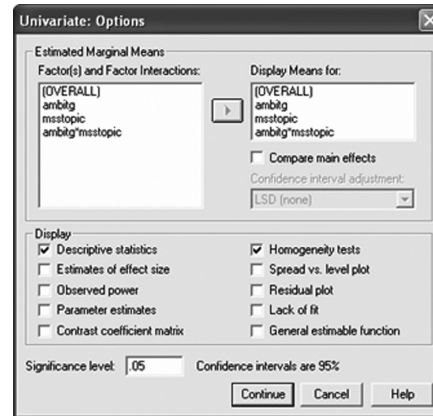 Univariate: Options
Estimated Marginal Means
Factor(s) and Factor Interactions:
(OVERALL)
ambitg
msstopic
ambitg*msstopic
Display Means for:
(OVERALL)
ambitg
msstopic
ambitg*msstopic
Compare main effects
Confidence interval adjustment:
LSD (none)
Display
Descriptive statistics
Homogeneity tests
Estimates of effect size
Spread vs. level plot
Observed power
Residual plot
Parameter estimates
Lack of fit
Contrast coefficient matrix
General estimable function
Significance level: .05 Confidence intervals are 95%
Continue Cancel Help